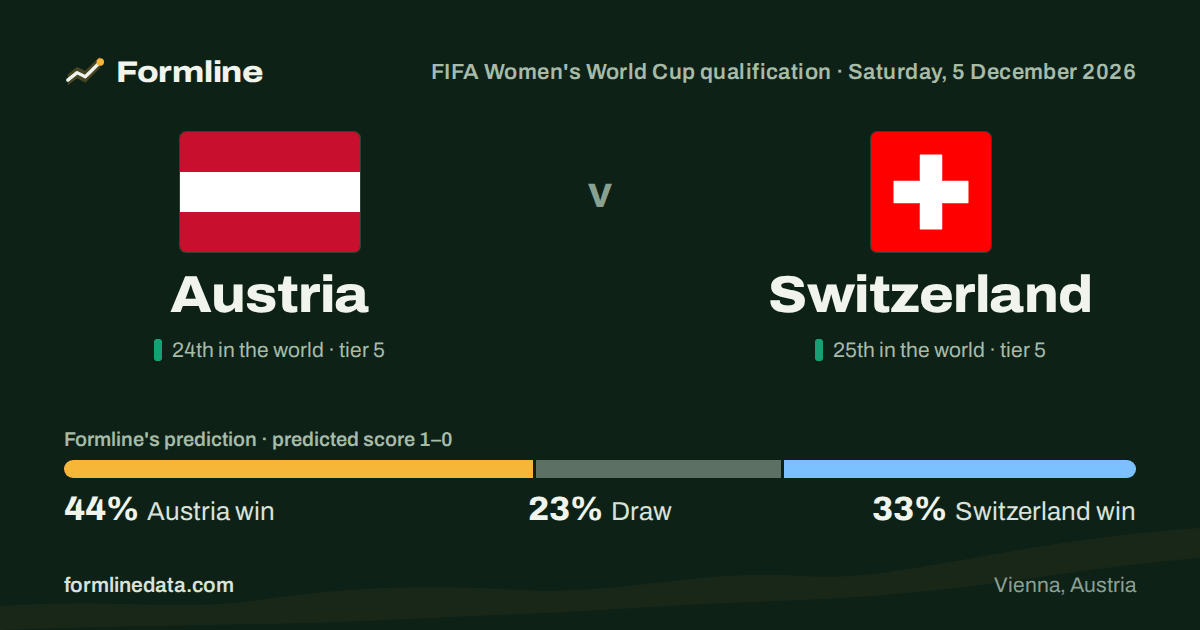 Formline
FIFA Women's World Cup qualification · Saturday, 5 December 2026
v
Austria
Switzerland
24th in the world · tier 5
25th in the world · tier 5
Formline's prediction · predicted score 1–0
44% Austria win
23% Draw
33% Switzerland win
formlinedata.com
Vienna, Austria